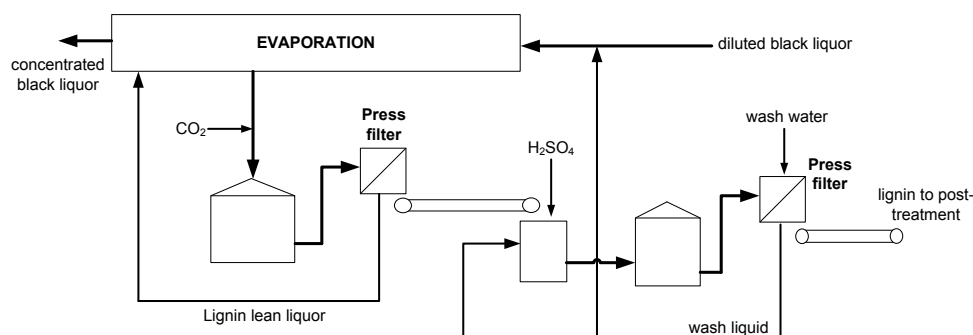 EVAPORATION
diluted black liquor
concentrated
black liquor
CO₂
Press
filter
H₂SO₄
wash water
Press
filter
lignin to post-
treatment
Lignin lean liquor
wash liquid